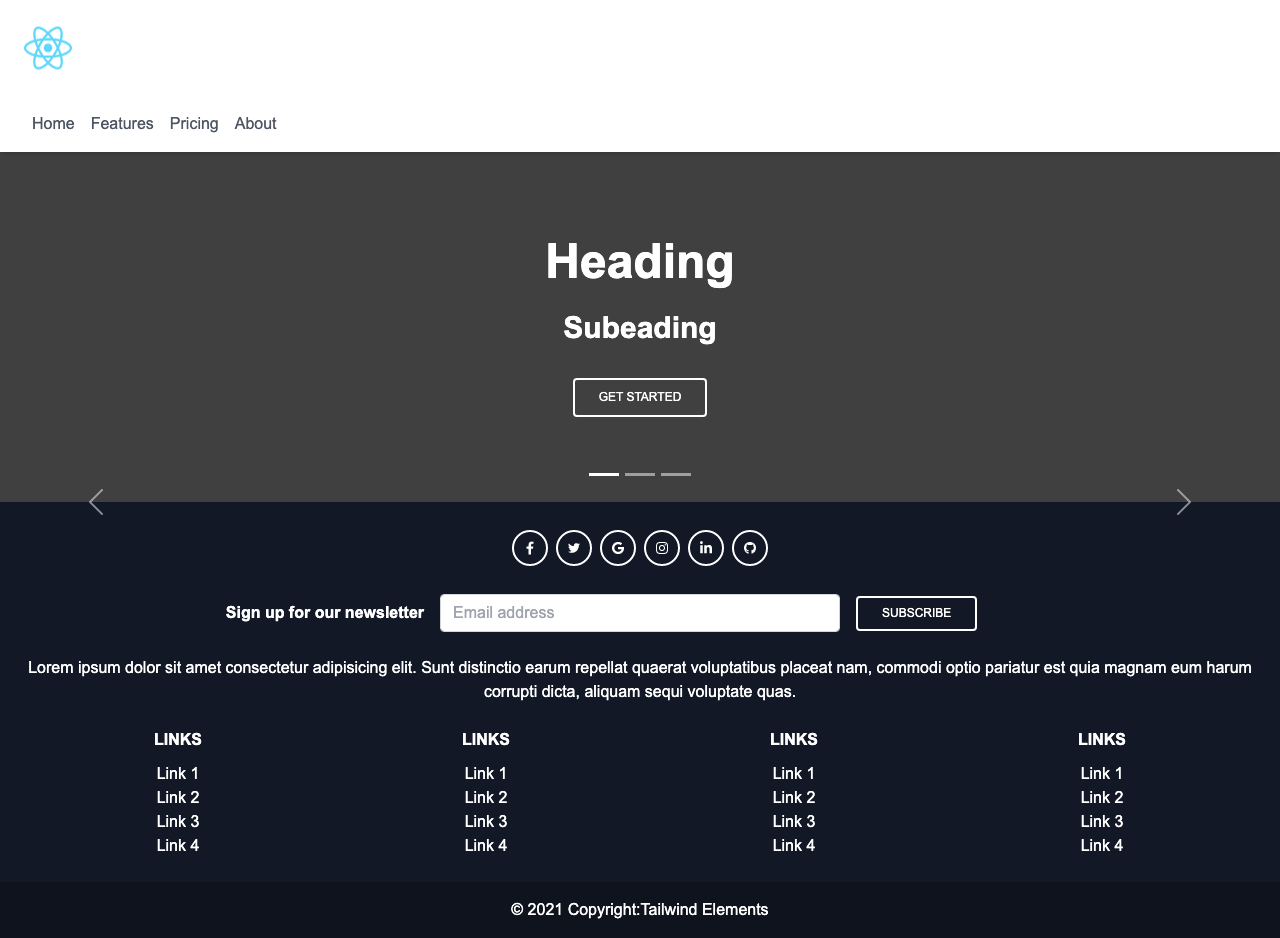 Home Features Pricing About
Heading
Subeading
GET STARTED
Sign up for our newsletter Email address SUBSCRIBE
Lorem ipsum dolor sit amet consectetur adipisicing elit. Sunt distinctio earum repellat quaerat voluptatibus placeat nam, commodi optio pariatur est quia magnam eum harum
corrupti dicta, aliquam sequi voluptate quas.
LINKS LINKS LINKS LINKS
Link 1 Link 1 Link 1 Link 1
Link 2 Link 2 Link 2 Link 2
Link 3 Link 3 Link 3 Link 3
Link 4 Link 4 Link 4 Link 4
© 2021 Copyright:Tailwind Elements